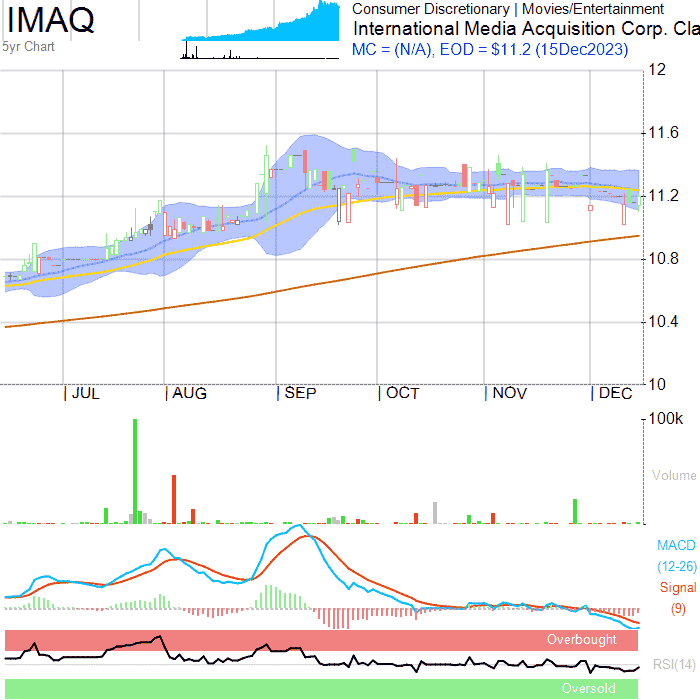 IMAQ
5yr Chart
Consumer Discretionary | Movies/Entertainment
International Media Acquisition Corp. Cla
MC = (N/A), EOD = $11.2 (15Dec2023)
12
11.6
11.2
10.8
10.4
10
JUL AUG SEP OCT NOV DEC
100k
Volume
MACD
(12-26)
Signal
(9)
Overbought
RSI(14)
Oversold